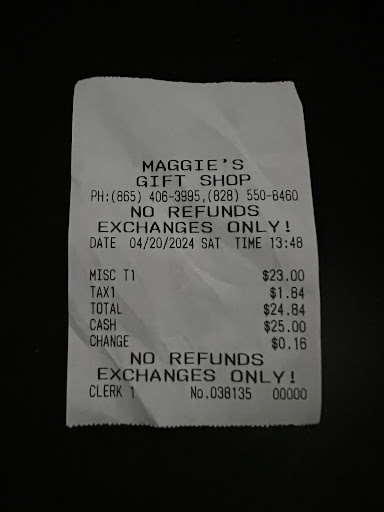 MAGGIE'S
GIFT SHOP
PH:(865) 406-3995,(828) 550-8460
NO REFUNDS
EXCHANGES ONLY!
DATE 04/20/2024 SAT TIME 13:48
MISC T1 $23.00
TAX1 $1.84
TOTAL $24.84
CASH $25.00
CHANGE $0.16
NO REFUNDS
EXCHANGES ONLY!
CLERK 1 No.038135 00000